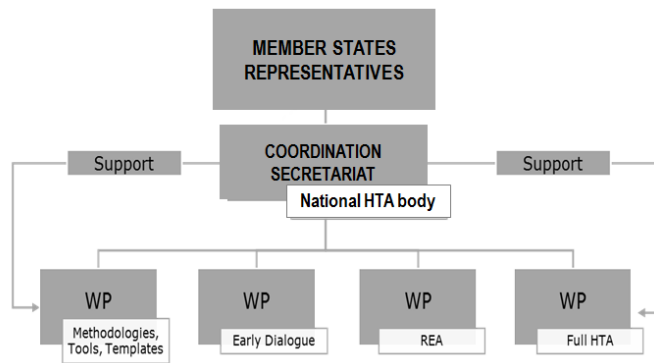 MEMBER STATES
REPRESENTATIVES
Support
COORDINATION
SECRETARIAT
Support
National HTA body
WP
WP
WP
WP
Methodologies,
Tools, Templates
Early Dialogue
REA
Full HTA